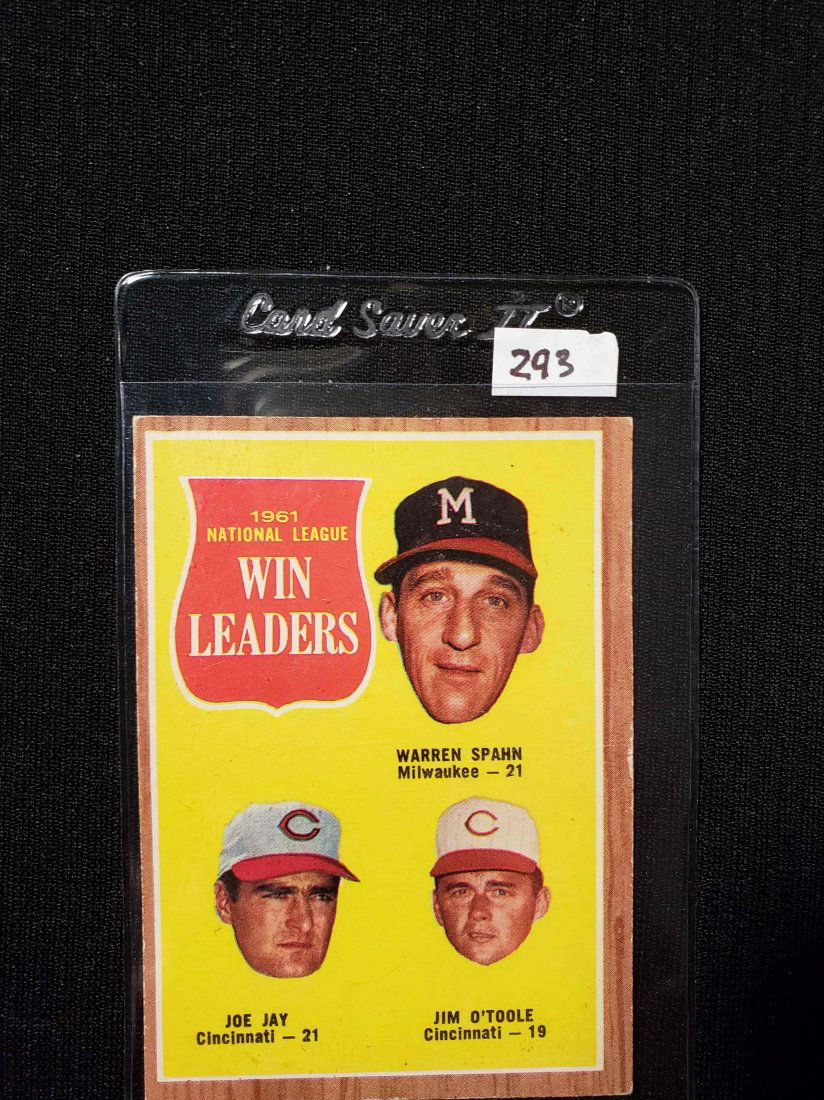 Card Saver II®
293
1961
NATIONAL LEAGUE
WIN
LEADERS
M
WARREN SPAHN
Milwaukee — 21
C
C
JOE JAY
Cincinnati — 21
JIM O'TOOLE
Cincinnati — 19